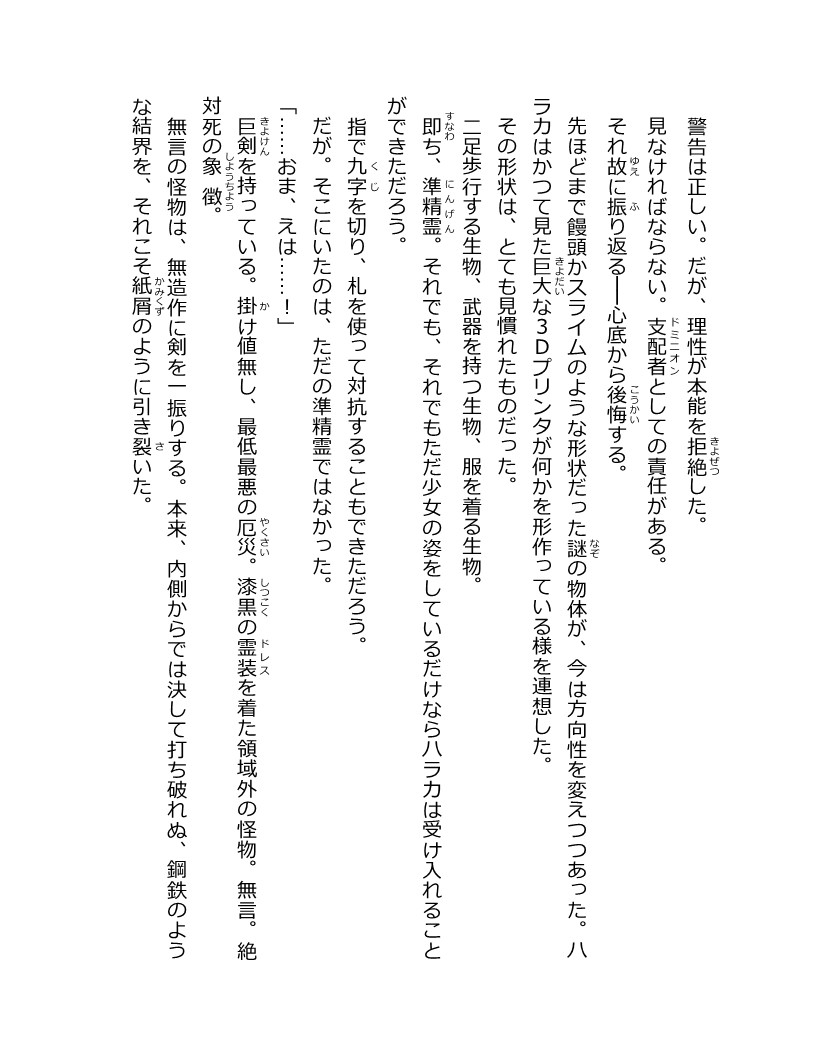 警告は正しい。だが、理性が本能を拒絶した。
見なければならない。支配者としての責任がある。
それ故に振り返る──心底から後悔する。
先ほどまで饅頭かスライムのような形状だった謎の物体が、今は方向性を変えつつあった。ハ
ラカはかつて見た巨大な3Dプリンタが何かを形作っている様を連想した。
その形状は、とても見慣れたものだった。
二足歩行する生物、武器を持つ生物、服を着る生物。
即ち、準精霊。それでも、それでもただ少女の姿をしているだけならハラカは受け入れること
ができただろう。
指で九字を切り、札を使って対抗することもできただろう。
だが。そこにいたのは、ただの準精霊ではなかった。
「……おま、えは……！」
巨剣を持っている。掛け値無し、最低最悪の厄災。漆黒の霊装を着た領域外の怪物。無言。絶
対死の象徴。
無言の怪物は、無造作に剣を一振りする。本来、内側からでは決して打ち破れぬ、鋼鉄のよう
な結界を、それこそ紙屑のように引き裂いた。